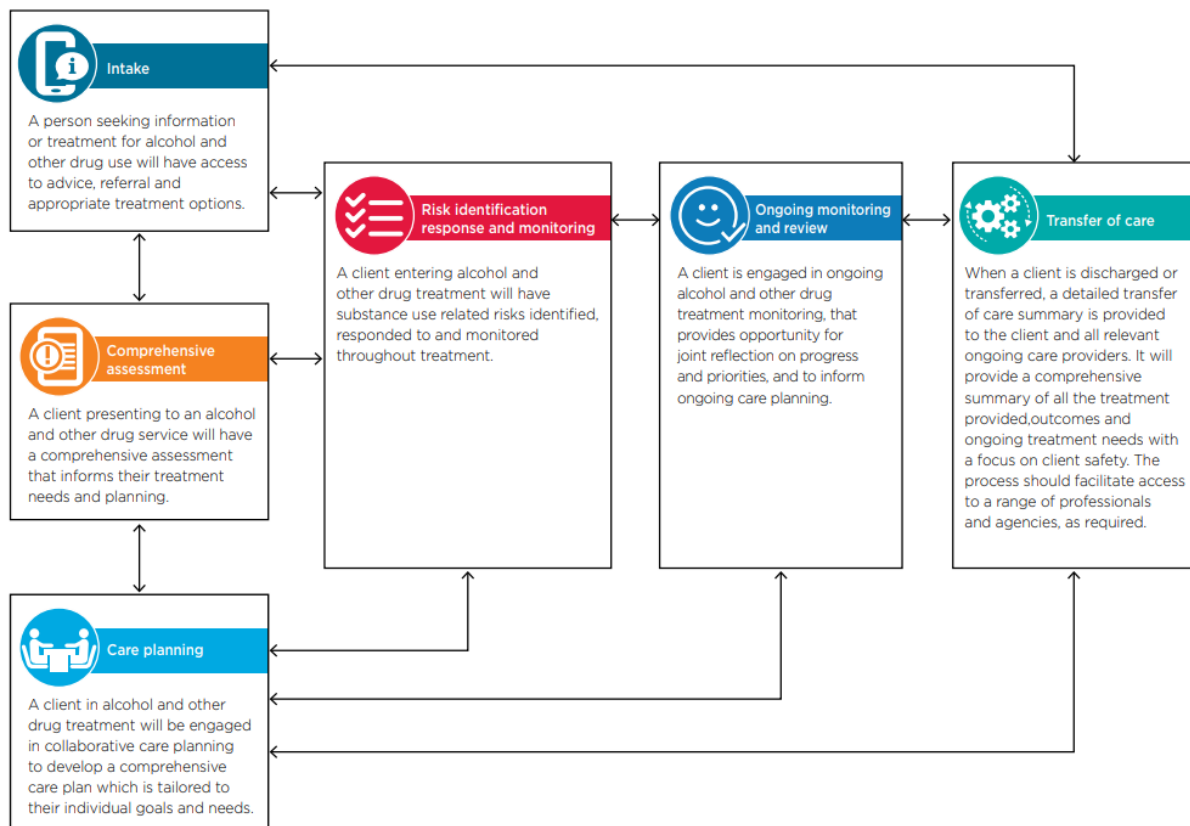 Intake
A person seeking information
or treatment for alcohol and
other drug use will have access
to advice, referral and
appropriate treatment options.
Comprehensive
assessment
A client presenting to an alcohol
and other drug service will have
a comprehensive assessment
that informs their treatment
needs and planning.
Care planning
A client in alcohol and other
drug treatment will be engaged
in collaborative care planning
to develop a comprehensive
care plan which is tailored to
their individual goals and needs.
Risk identification
response and monitoring
A client entering alcohol and
other drug treatment will have
substance use related risks identified,
responded to and monitored
throughout treatment.
Ongoing monitoring
and review
A client is engaged in ongoing
alcohol and other drug
treatment monitoring, that
provides opportunity for
joint reflection on progress
and priorities, and to inform
ongoing care planning.
Transfer of care
When a client is discharged or
transferred, a detailed transfer
of care summary is provided
to the client and all relevant
ongoing care providers. It will
provide a comprehensive
summary of all the treatment
provided,outcomes and
ongoing treatment needs with
a focus on client safety. The
process should facilitate access
to a range of professionals
and agencies, as required.